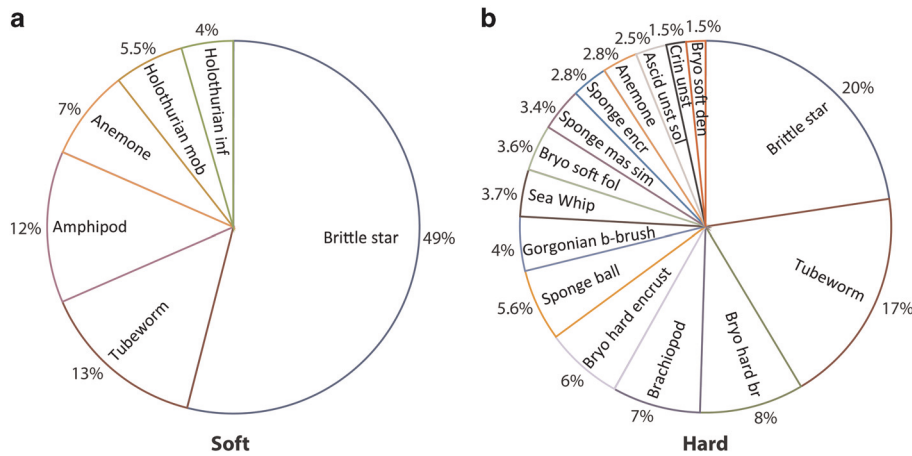 a
4%
5.5%
7%
12%
13%
49%
Holothurian inf
Holothurian mob
Anemone
Amphipod
Tubeworm
Brittle star
Soft
b
1.5%
1.5%
2.5%
2.8%
2.8%
3.4%
3.6%
3.7%
4%
5.6%
6%
7%
8%
17%
20%
Bryo soft den
Crin unst
Ascid unst sol
Anemone
Sponge encr
Sponge mas sim
Bryo soft fol
Sea Whip
Gorgonian b-brush
Sponge ball
Bryo hard encrust
Brachiopod
Bryo hard br
Tubeworm
Brittle star
Hard